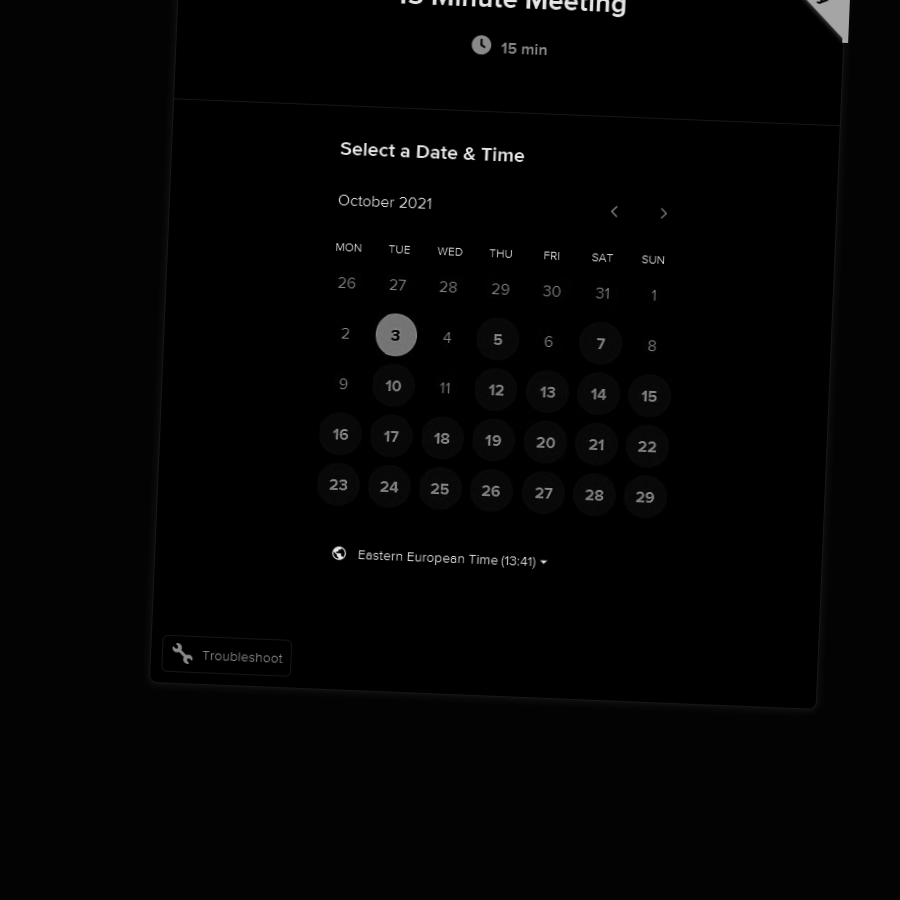 15 Minute Meeting
15 min
Select a Date & Time
October 2021
MON TUE WED THU FRI SAT SUN
26 27 28 29 30 31 1
2 3 4 5 6 7 8
9 10 11 12 13 14 15
16 17 18 19 20 21 22
23 24 25 26 27 28 29
Eastern European Time (13:41)
Troubleshoot